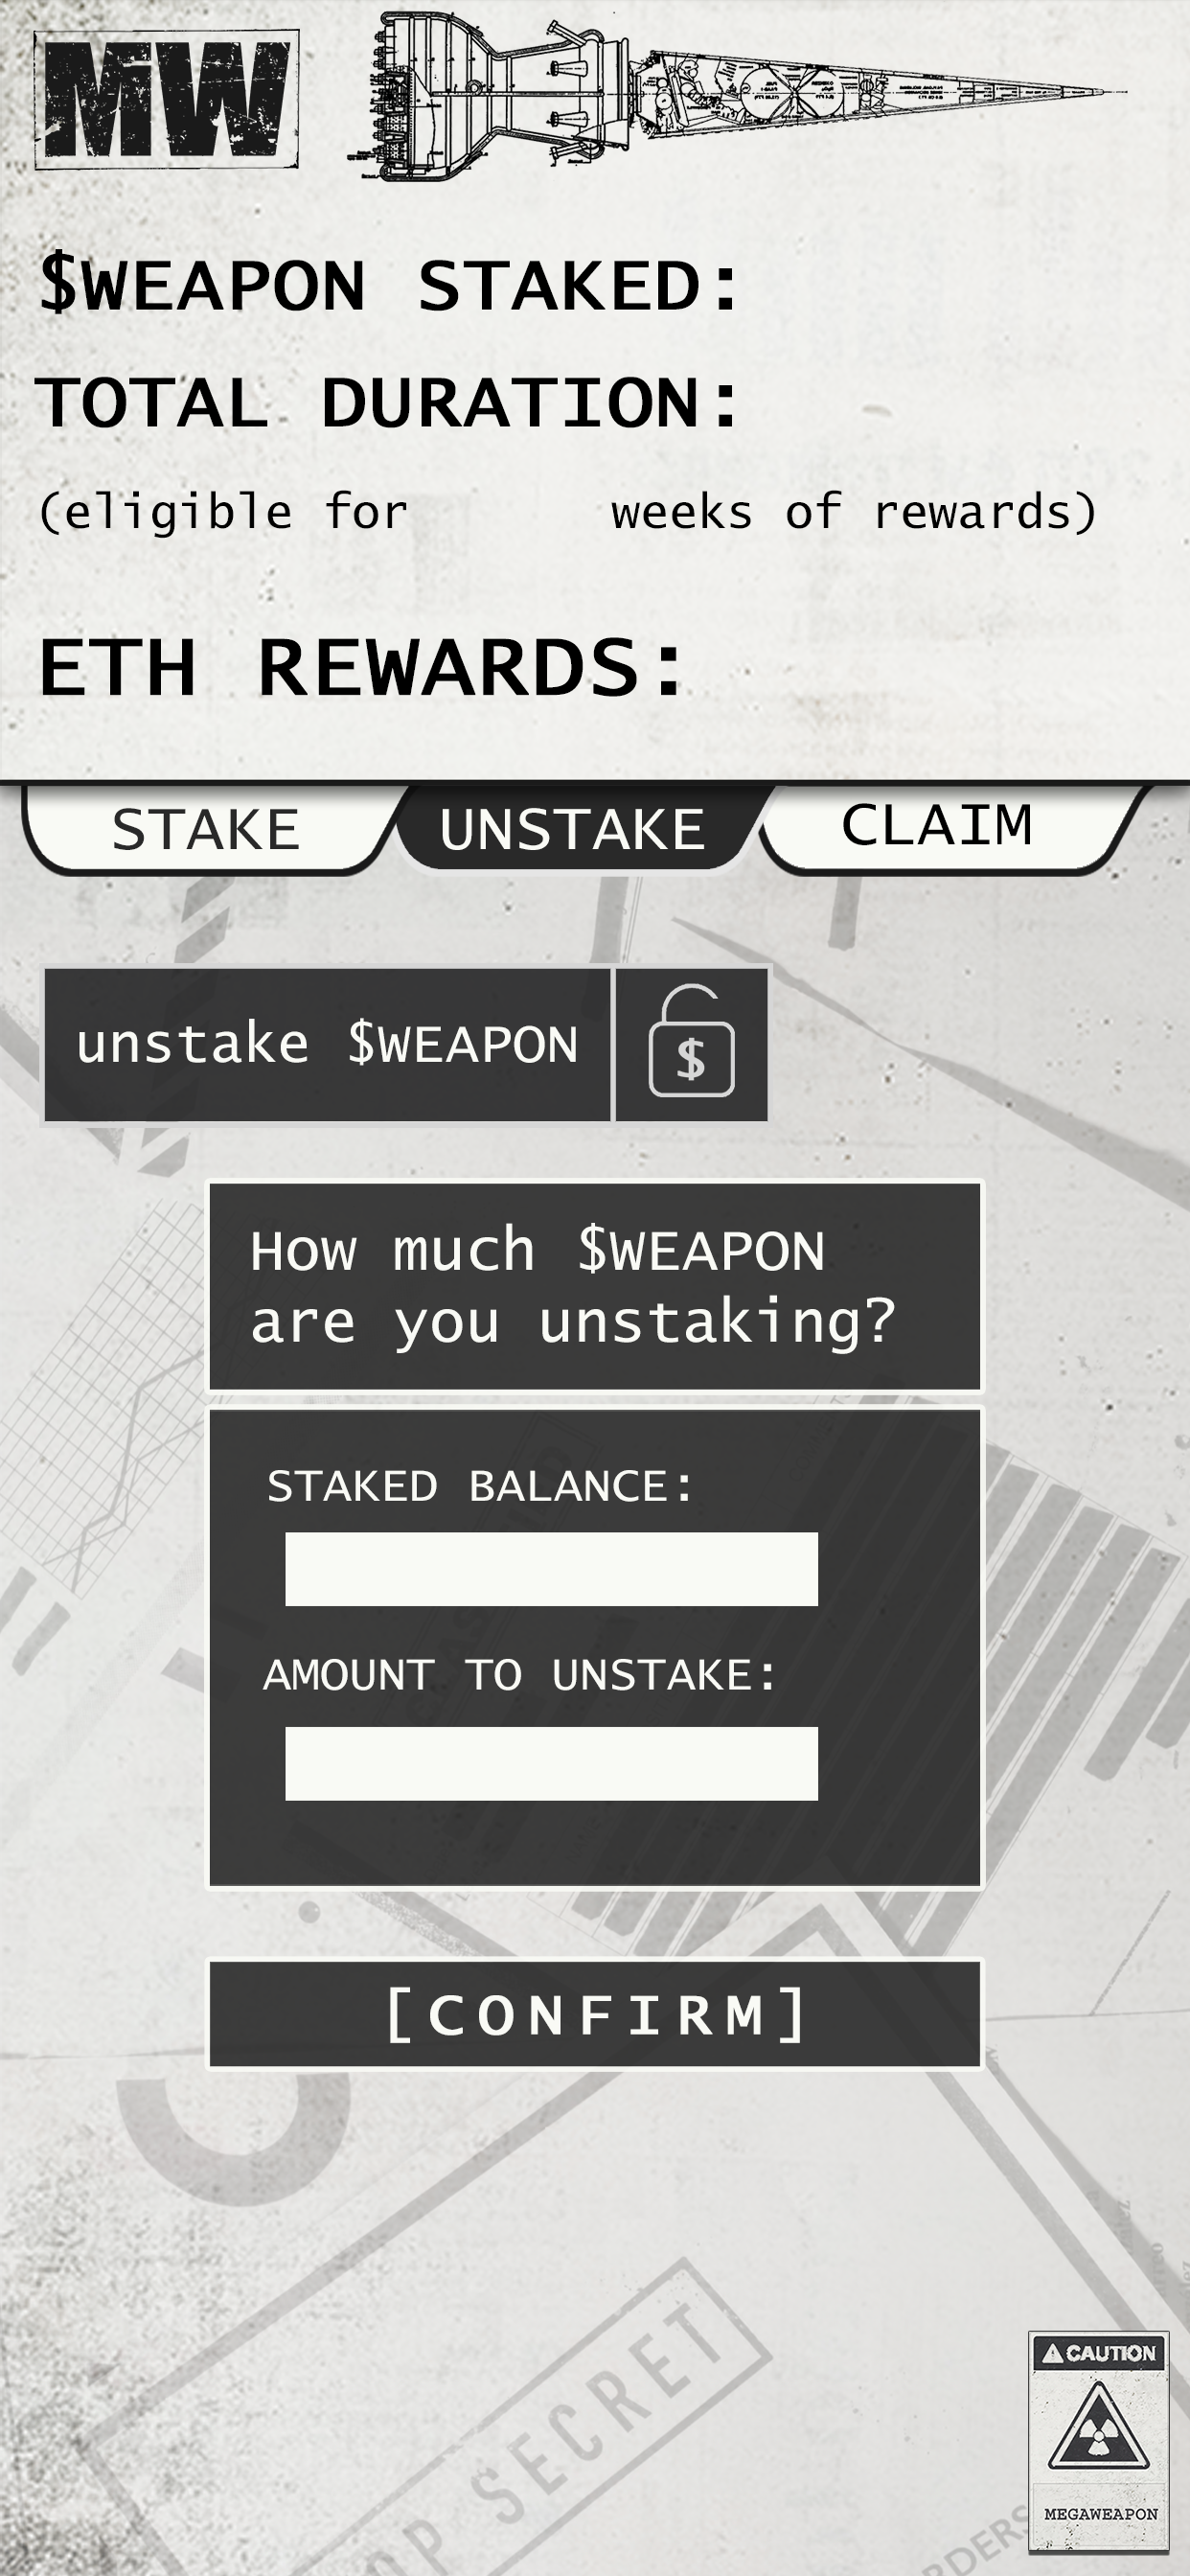 MW
$WEAPON STAKED:
TOTAL DURATION:
(eligible for weeks of rewards)
ETH REWARDS:
STAKE UNSTAKE CLAIM
unstake $WEAPON
$
How much $WEAPON
are you unstaking?
STAKED BALANCE:
AMOUNT TO UNSTAKE:
[CONFIRM]
SECRET
CAUTION
MEGAWEAPON